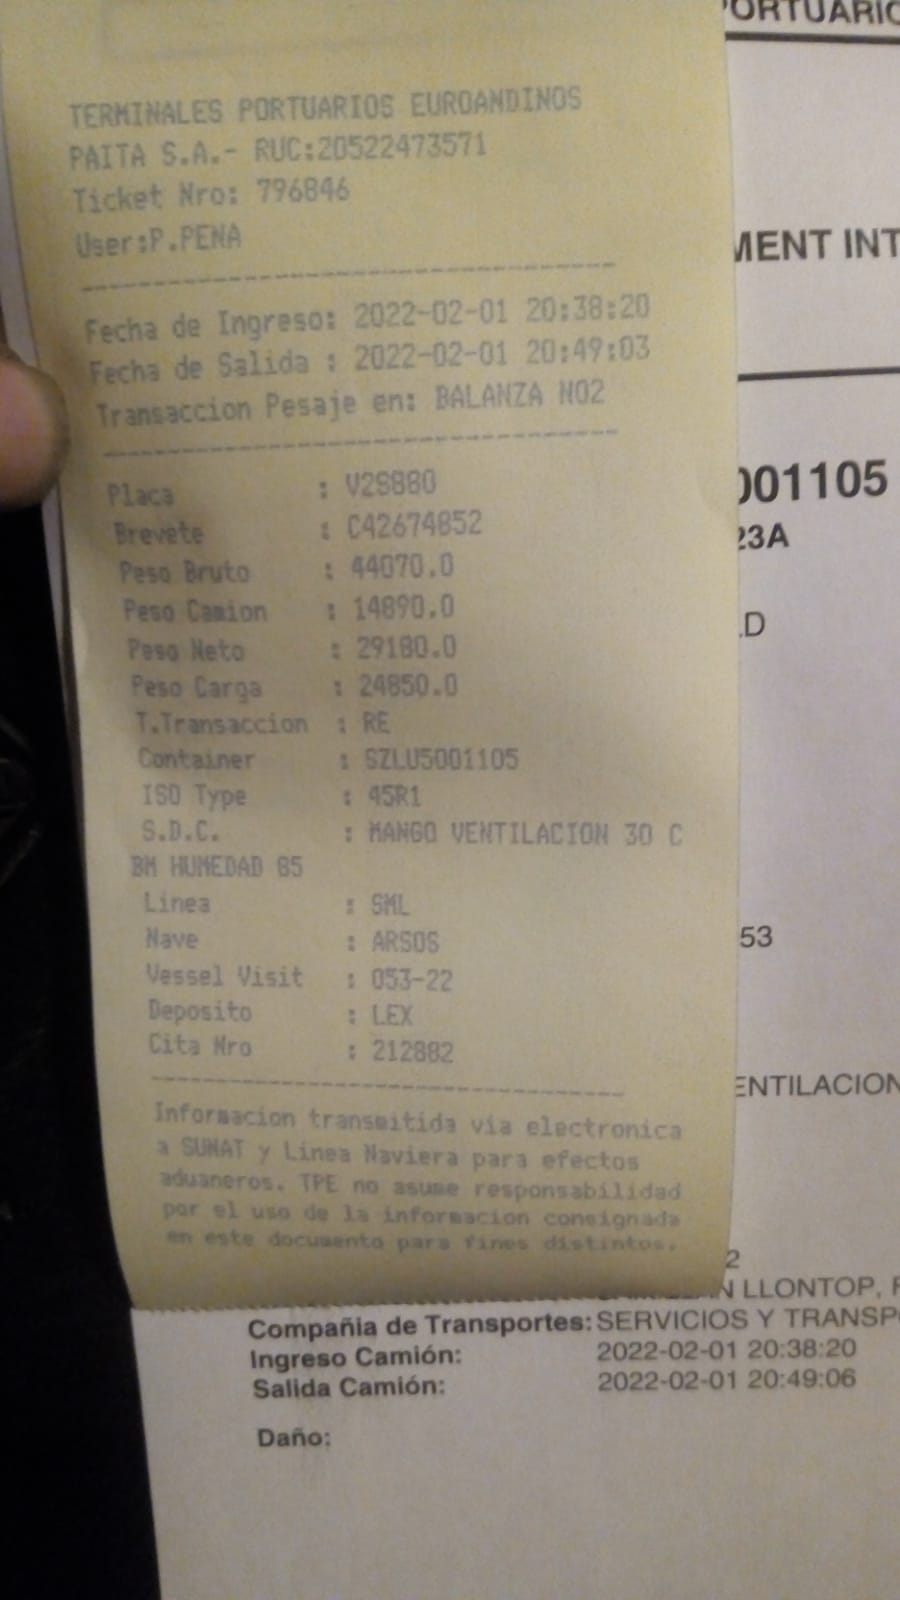 TERMINALES PORTUARIOS EUROANDINOS
PAITA S.A.- RUC:20522473571
Ticket Nro: 796846
User:P.PENA
Fecha de Ingreso: 2022-02-01 20:38:20
Fecha de Salida : 2022-02-01 20:49:03
Transaccion Pesaje en: BALANZA NO2
Placa : V2S880
Brevete : C42674852
Peso Bruto : 44070.0
Peso Camion : 14890.0
Peso Neto : 29180.0
Peso Carga : 24850.0
T.Transaccion : RE
Container : SZLU5001105
ISO Type : 45R1
S.D.C. : MANGO VENTILACION 30 C
BM HUMEDAD 85
Linea : SML
Nave : ARSOS
Vessel Visit : 053-22
Deposito : LEX
Cita Nro : 212882
Informacion transmitida via electronica
a SUNAT y Linea Naviera para efectos
aduaneros. TPE no asume responsabilidad
por el uso de la informacion consignada
en este documento para fines distintos.
PORTUARIO
MENT INT
001105
23A
LD
53
ENTILACION
2
N LLONTOP,
Compañia de Transportes: SERVICIOS Y TRANSP
Ingreso Camión: 2022-02-01 20:38:20
Salida Camión: 2022-02-01 20:49:06
Daño: